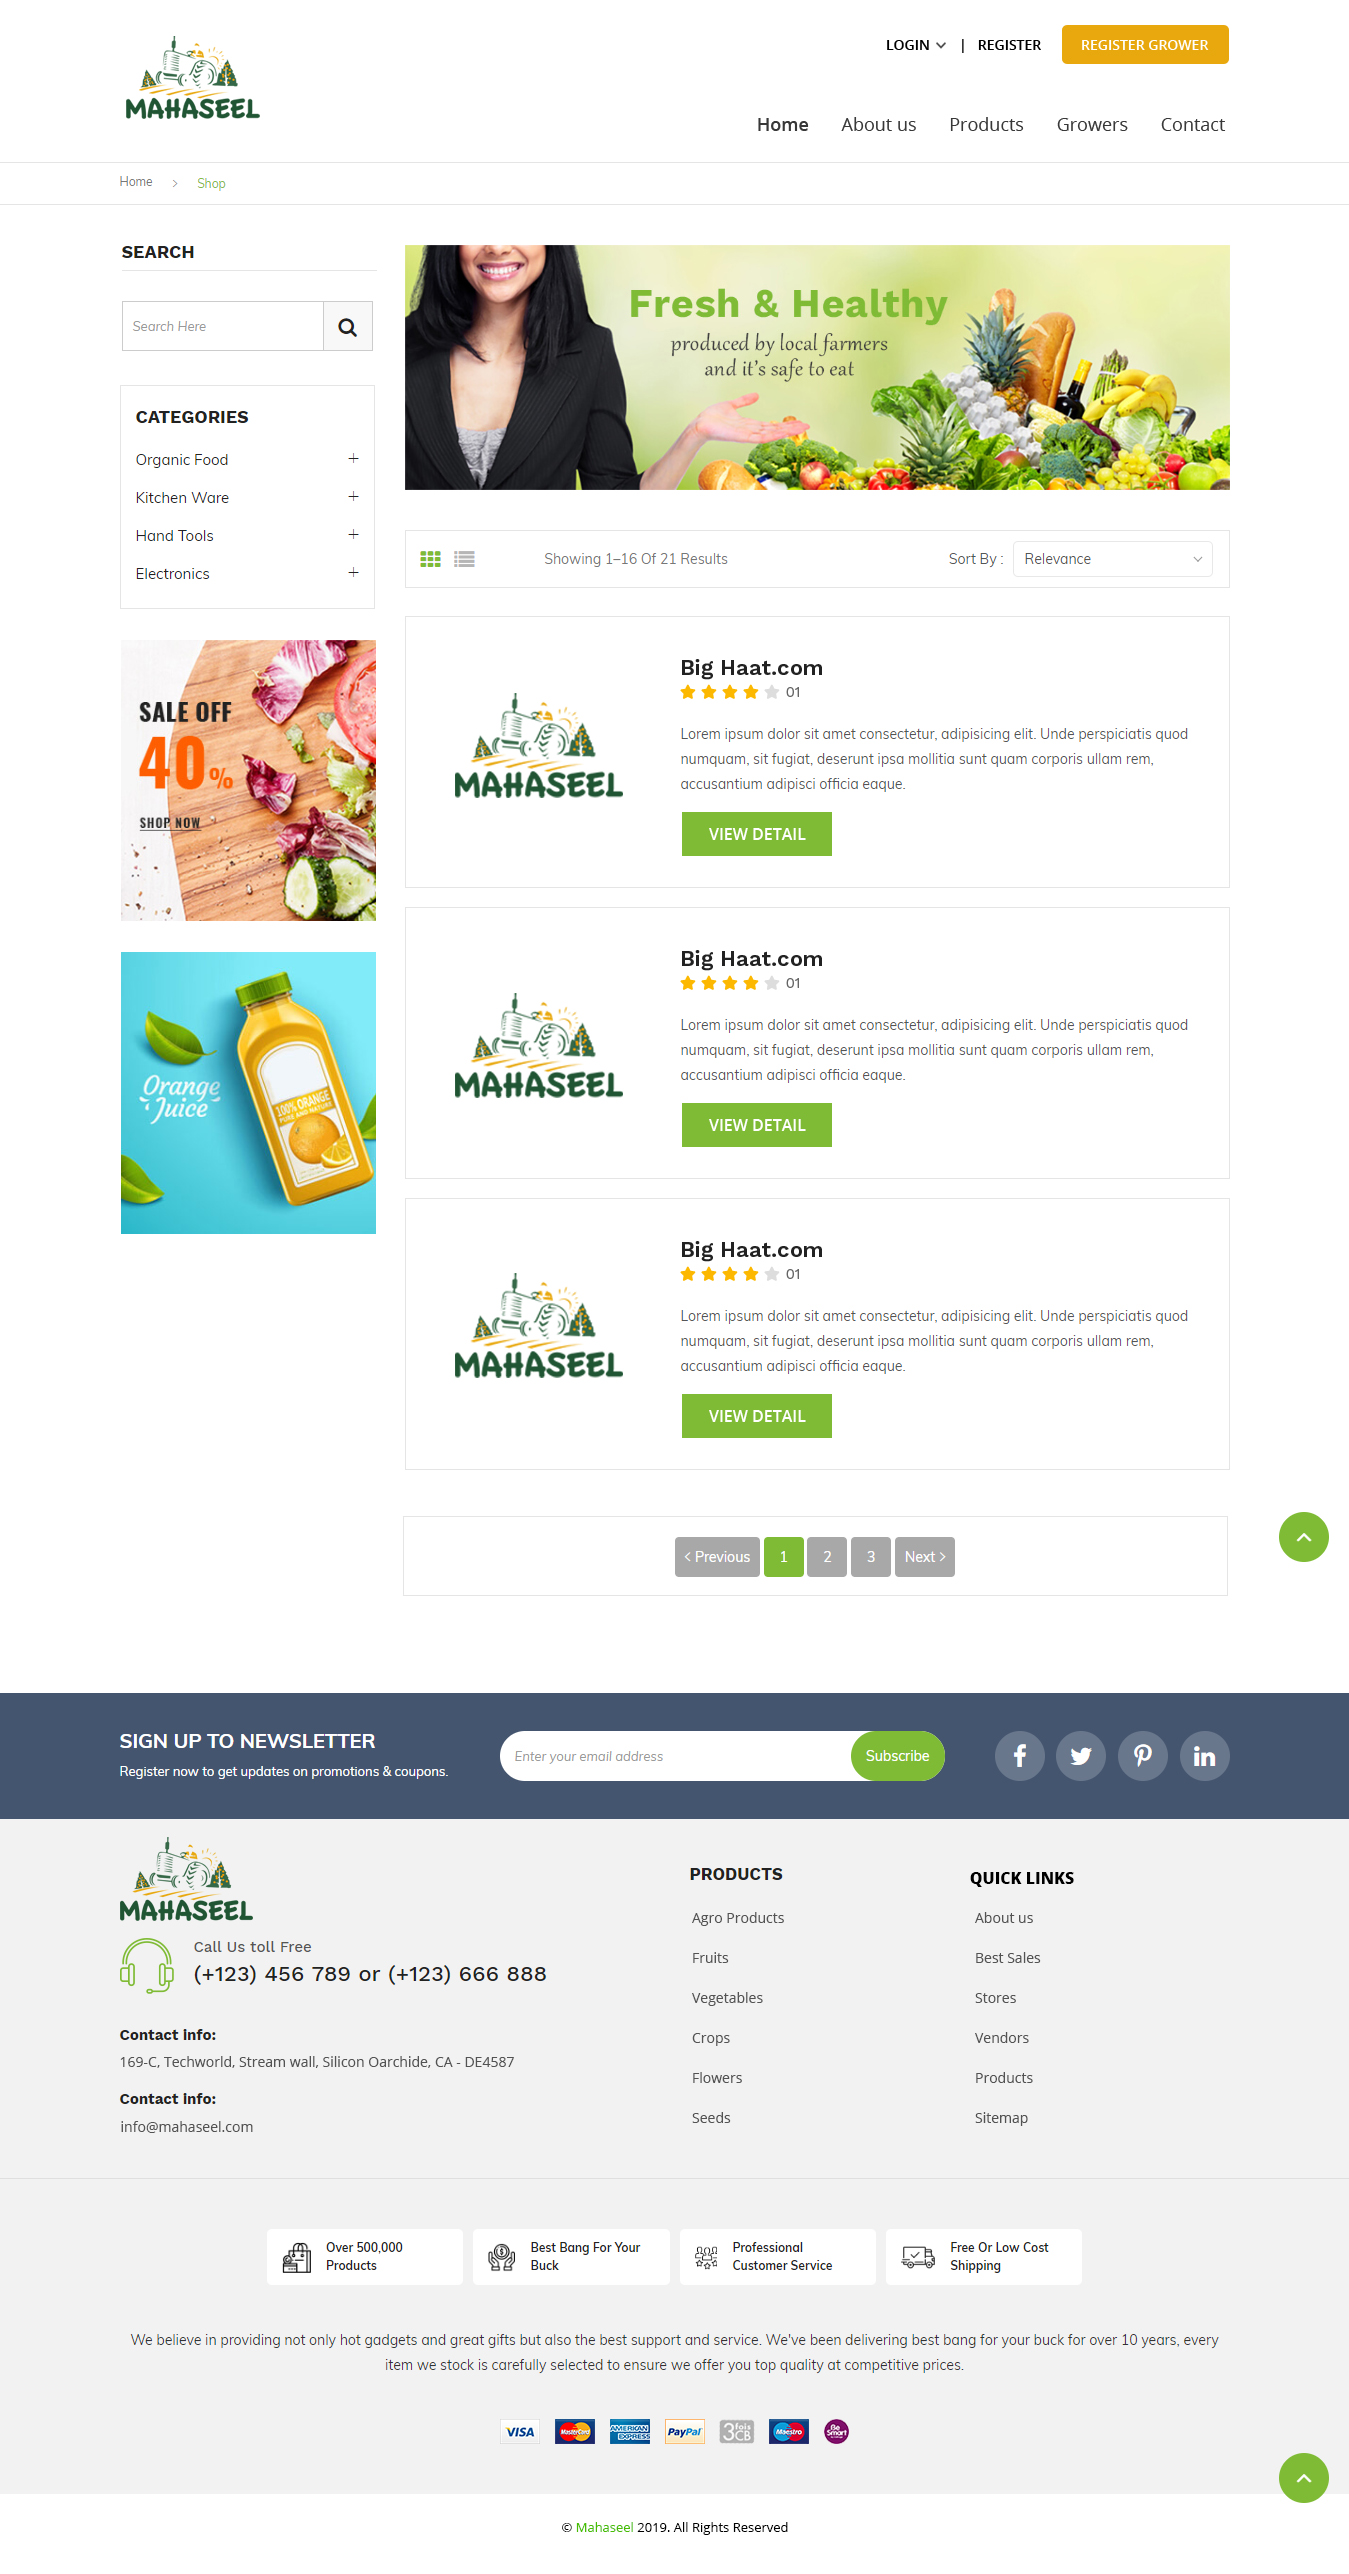 MAHASEEL
LOGIN | REGISTER REGISTER GROWER
Home About us Products Growers Contact
Home > Shop
SEARCH
Search Here
CATEGORIES
Organic Food +
Kitchen Ware +
Hand Tools +
Electronics +
SALE OFF
40%
SHOP NOW
Orange
Juice
100% ORANGE
PURE AND NATURE
Fresh & Healthy
produced by local farmers
and it's safe to eat
Showing 1–16 Of 21 Results Sort By : Relevance
MAHASEEL
Big Haat.com
01
Lorem ipsum dolor sit amet consectetur, adipisicing elit. Unde perspiciatis quod
numquam, sit fugiat, deserunt ipsa mollitia sunt quam corporis ullam rem,
accusantium adipisci officia eaque.
VIEW DETAIL
MAHASEEL
Big Haat.com
01
Lorem ipsum dolor sit amet consectetur, adipisicing elit. Unde perspiciatis quod
numquam, sit fugiat, deserunt ipsa mollitia sunt quam corporis ullam rem,
accusantium adipisci officia eaque.
VIEW DETAIL
MAHASEEL
Big Haat.com
01
Lorem ipsum dolor sit amet consectetur, adipisicing elit. Unde perspiciatis quod
numquam, sit fugiat, deserunt ipsa mollitia sunt quam corporis ullam rem,
accusantium adipisci officia eaque.
VIEW DETAIL
< Previous 1 2 3 Next >
SIGN UP TO NEWSLETTER
Register now to get updates on promotions & coupons.
Enter your email address Subscribe
MAHASEEL
Call Us toll Free
(+123) 456 789 or (+123) 666 888
Contact info:
169-C, Techworld, Stream wall, Silicon Oarchide, CA - DE4587
Contact info:
info@mahaseel.com
PRODUCTS
Agro Products
Fruits
Vegetables
Crops
Flowers
Seeds
QUICK LINKS
About us
Best Sales
Stores
Vendors
Products
Sitemap
Over 500,000
Products
Best Bang For Your
Buck
Professional
Customer Service
Free Or Low Cost
Shipping
We believe in providing not only hot gadgets and great gifts but also the best support and service. We've been delivering best bang for your buck for over 10 years, every
item we stock is carefully selected to ensure we offer you top quality at competitive prices.
VISA MasterCard AMERICAN EXPRESS PayPal 3 fois CB Maestro Be Smart
© Mahaseel 2019. All Rights Reserved